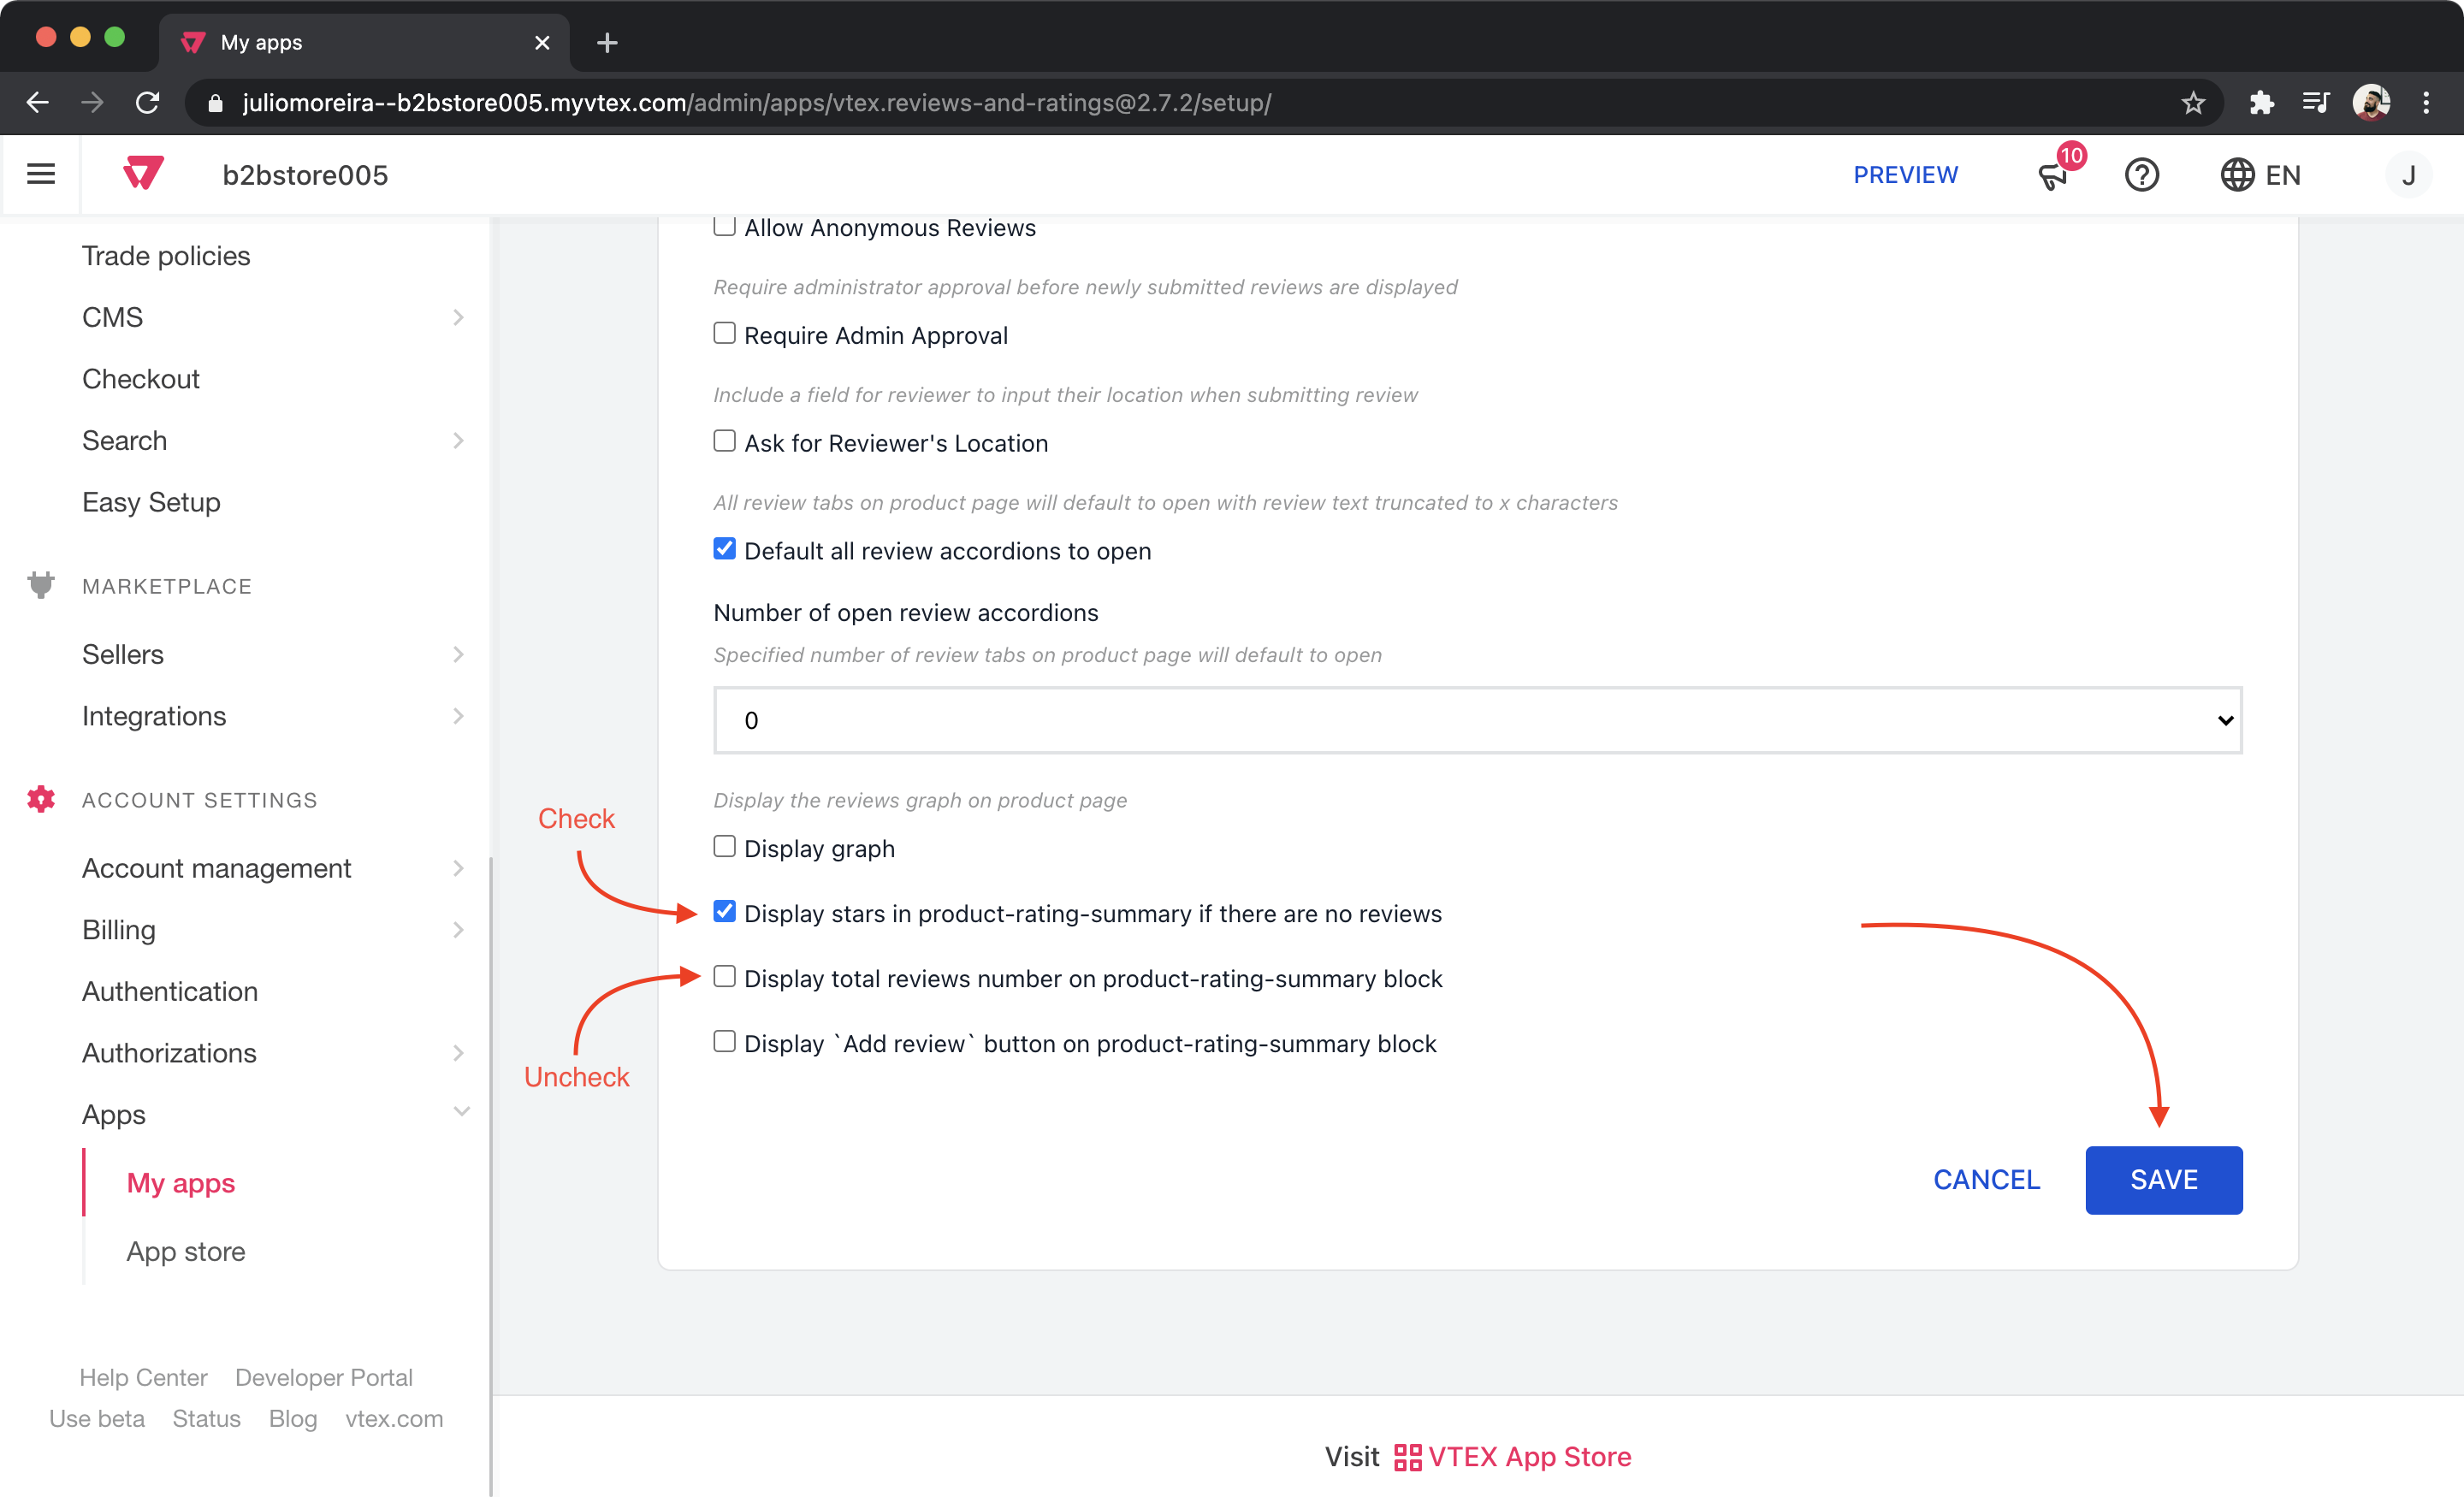 My apps
juliomoreira--b2bstore005.myvtex.com/admin/apps/vtex.reviews-and-ratings@2.7.2/setup/
b2bstore005
PREVIEW
10
EN
J
Trade policies
CMS
Checkout
Search
Easy Setup
MARKETPLACE
Sellers
Integrations
ACCOUNT SETTINGS
Account management
Billing
Authentication
Authorizations
Apps
My apps
App store
Help Center Developer Portal
Use beta Status Blog vtex.com
Allow Anonymous Reviews
Require administrator approval before newly submitted reviews are displayed
Require Admin Approval
Include a field for reviewer to input their location when submitting review
Ask for Reviewer's Location
All review tabs on product page will default to open with review text truncated to x characters
Default all review accordions to open
Number of open review accordions
Specified number of review tabs on product page will default to open
0
Display the reviews graph on product page
Check
Display graph
Display stars in product-rating-summary if there are no reviews
Display total reviews number on product-rating-summary block
Display `Add review` button on product-rating-summary block
Uncheck
CANCEL
SAVE
Visit VTEX App Store